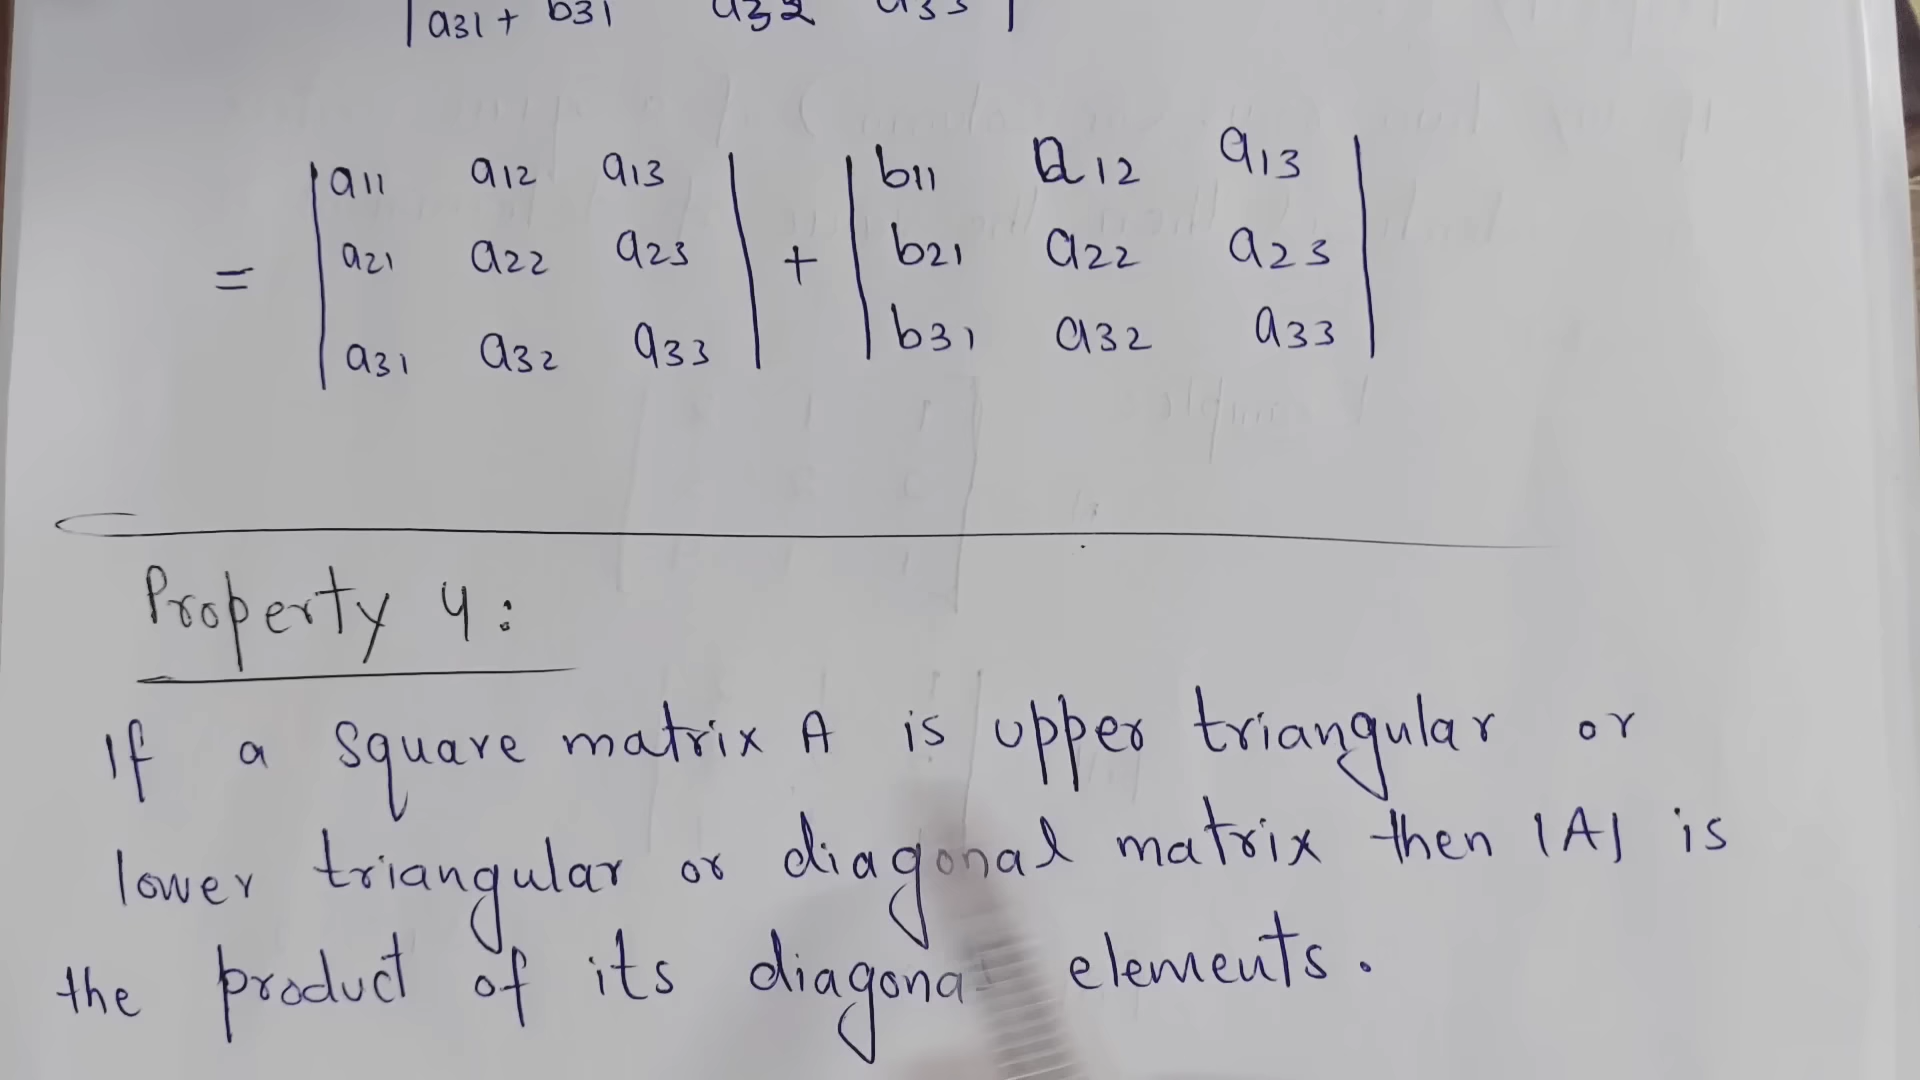 | a31 + b31 a32 a33 |
| a11 a12 a13 | | b11 a12 a13 |
= | a21 a22 a23 | + | b21 a22 a23 |
| a31 a32 a33 | | b31 a32 a33 |
Property 4:
If a square matrix A is upper triangular or
lower triangular or diagonal matrix then |A| is
the product of its diagonal elements.